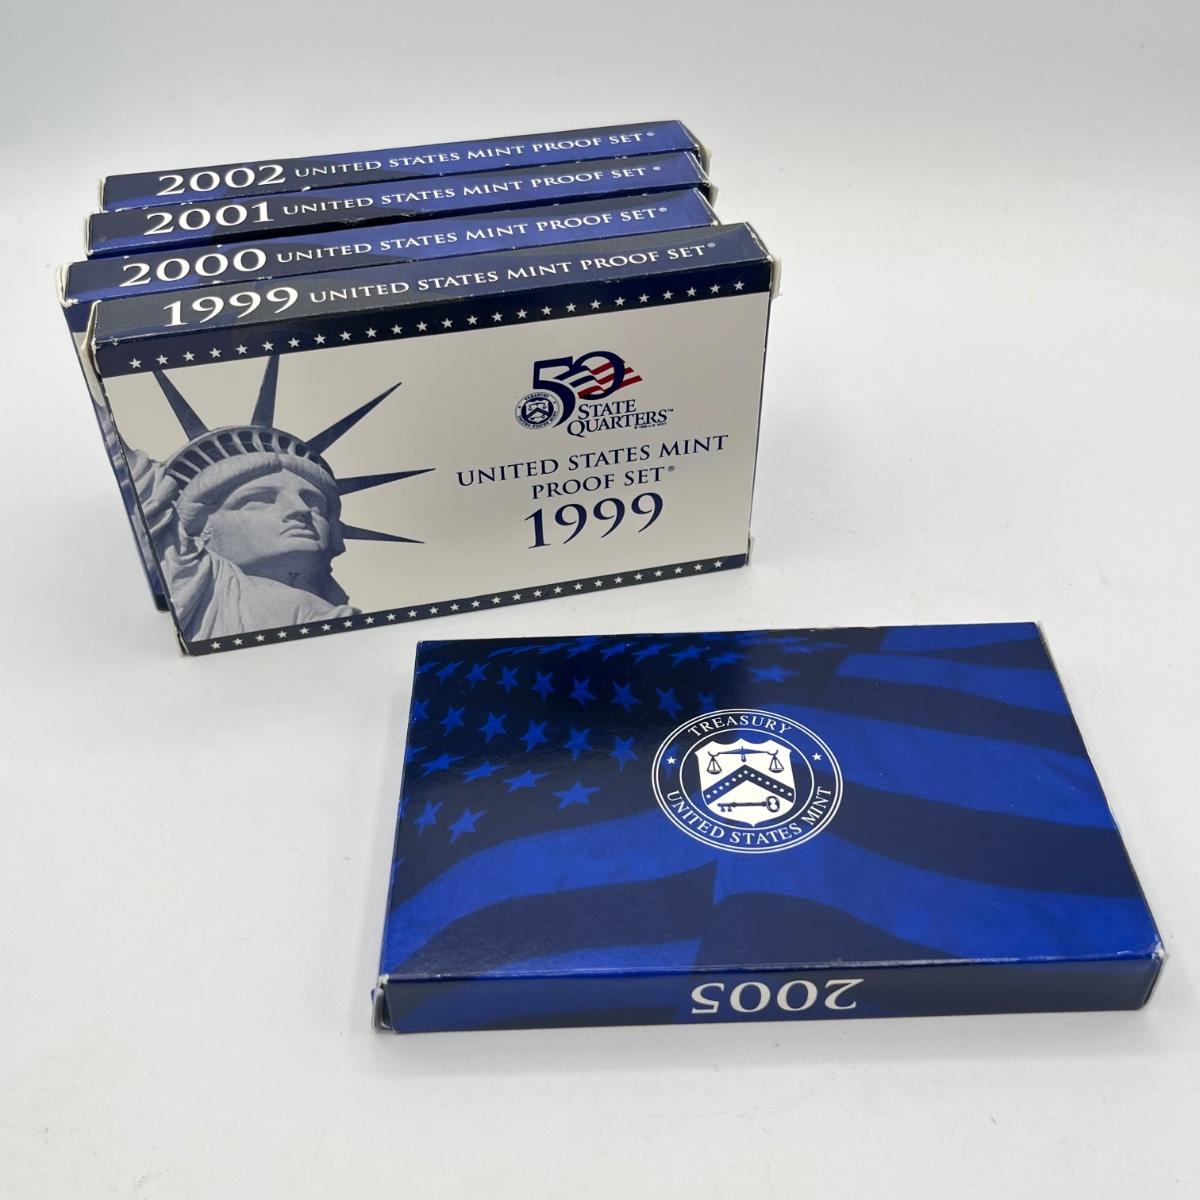 2002 UNITED STATES MINT PROOF SET®
2001 UNITED STATES MINT PROOF SET®
2000 UNITED STATES MINT PROOF SET®
1999 UNITED STATES MINT PROOF SET®
50
STATE
QUARTERS™
UNITED STATES MINT
PROOF SET®
1999
TREASURY
UNITED STATES MINT
2005